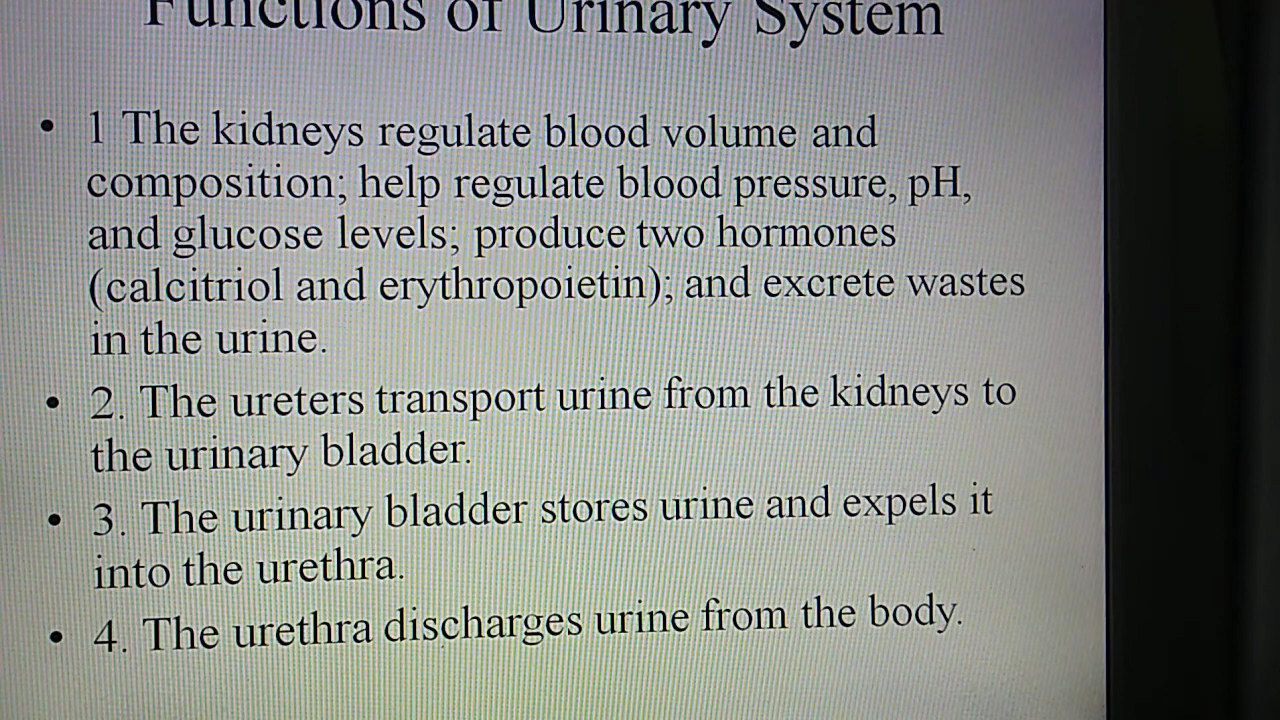 Functions of Urinary System
• 1 The kidneys regulate blood volume and
composition; help regulate blood pressure, pH,
and glucose levels; produce two hormones
(calcitriol and erythropoietin); and excrete wastes
in the urine.
• 2. The ureters transport urine from the kidneys to
the urinary bladder.
• 3. The urinary bladder stores urine and expels it
into the urethra.
• 4. The urethra discharges urine from the body.